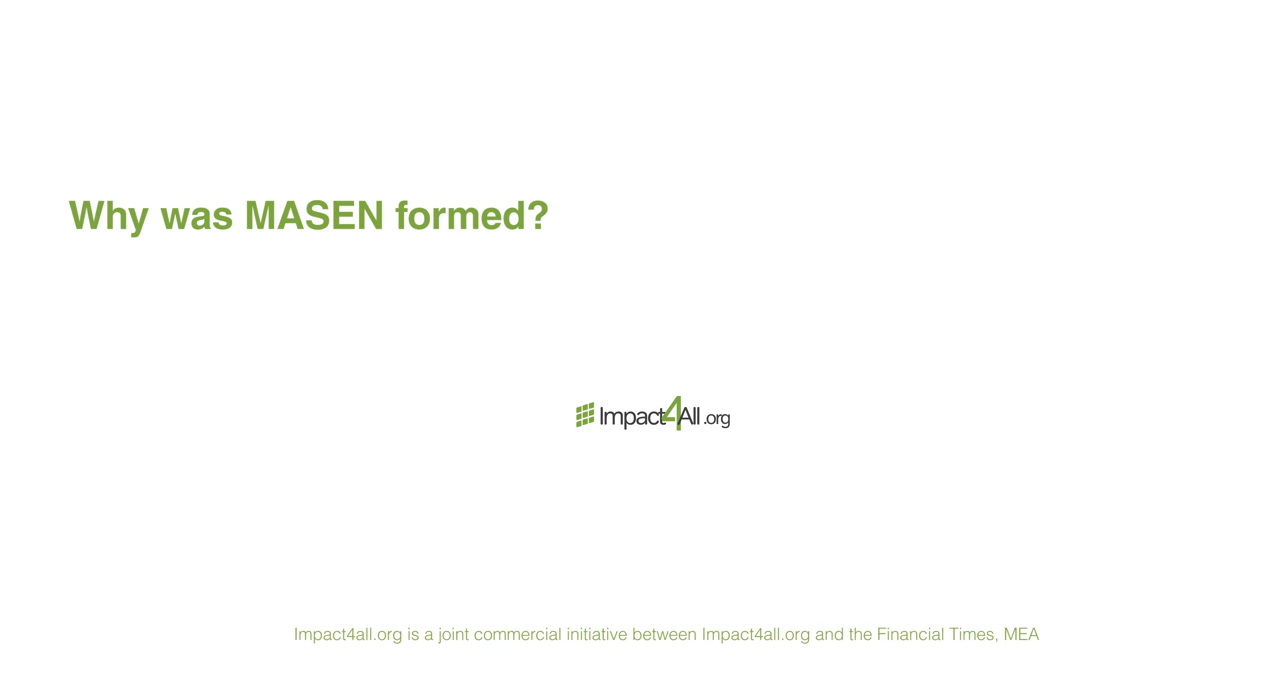 Why was MASEN formed?
Impact4All.org
Impact4all.org is a joint commercial initiative between Impact4all.org and the Financial Times, MEA